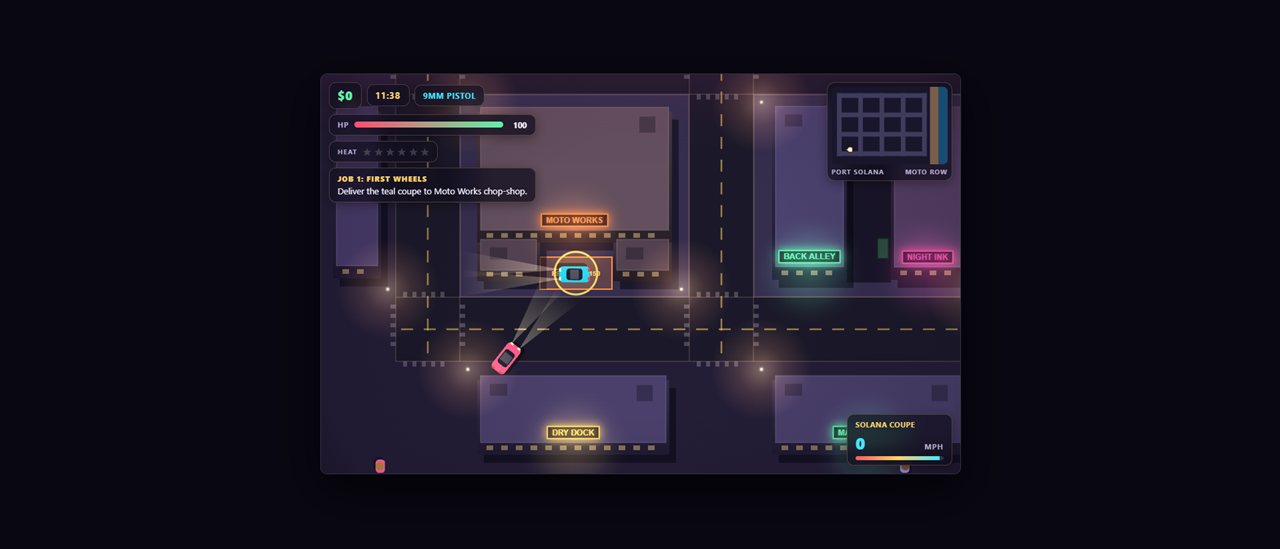 $0
11:38
9MM PISTOL
HP
100
HEAT
JOB 1: FIRST WHEELS
Deliver the teal coupe to Moto Works chop-shop.
PORT SOLANA
MOTO ROW
MOTO WORKS
BACK ALLEY
NIGHT INK
DRY DOCK
SOLANA COUPE
0
MPH